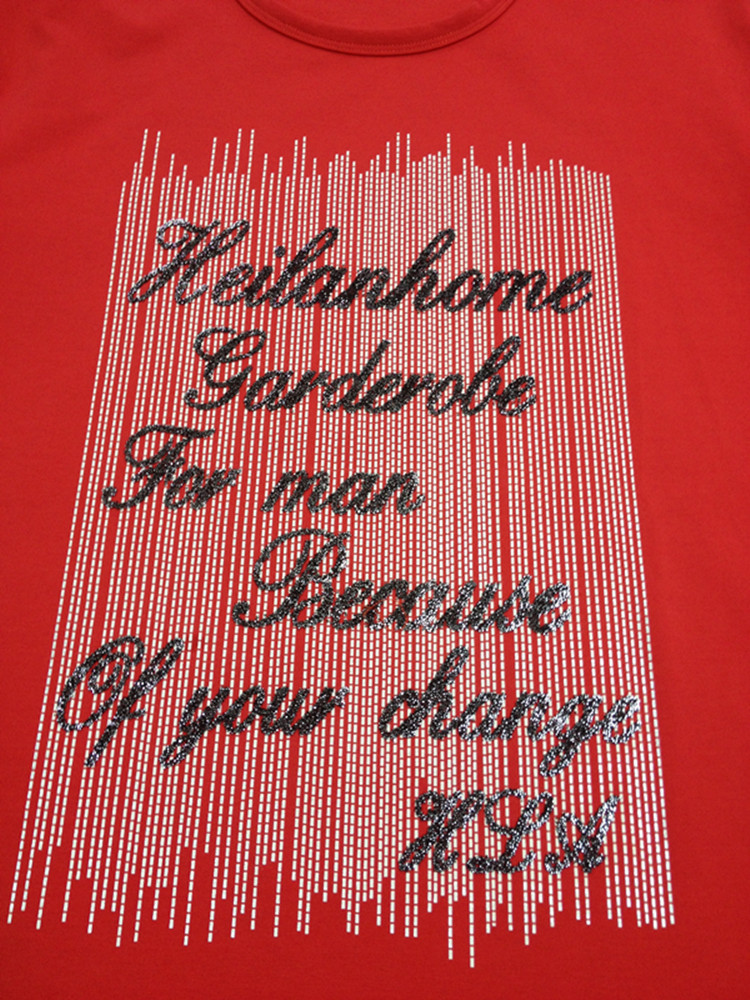 Heilanhome
Garderobe
For man
Because
Of your change
HLA